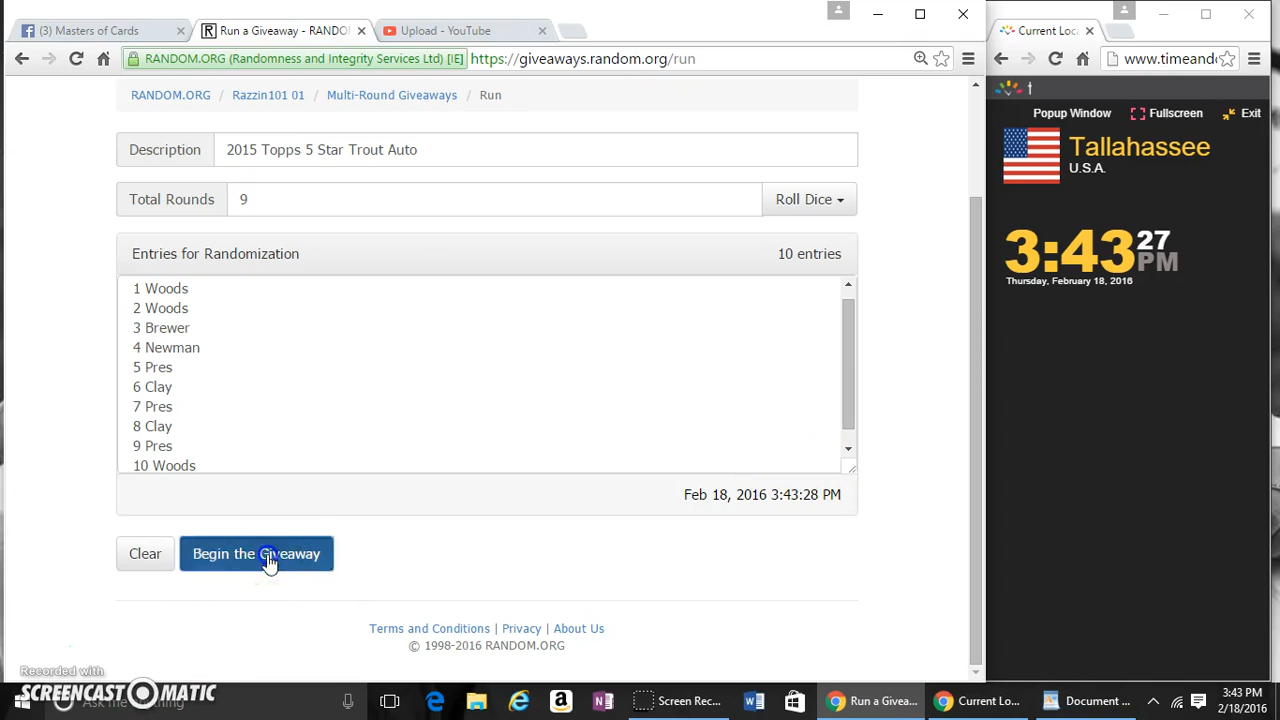 (3) Masters of Cards
Run a Giveaway · RANDO
Upload - YouTube
RANDOM.ORG (Randomness and Integrity Services Ltd) [IE]
https://giveaways.random.org/run
RANDOM.ORG / Razzin101 / Multi-Round Giveaways / Run
Description 2015 Topps 5 Star Trout Auto
Total Rounds 9 Roll Dice
Entries for Randomization 10 entries
1 Woods
2 Woods
3 Brewer
4 Newman
5 Pres
6 Clay
7 Pres
8 Clay
9 Pres
10 Woods
Feb 18, 2016 3:43:28 PM
Clear Begin the Giveaway
Terms and Conditions | Privacy | About Us
© 1998-2016 RANDOM.ORG
Current Loc
www.timeand
Popup Window Fullscreen Exit
Tallahassee
U.S.A.
3:43 27 PM
Thursday, February 18, 2016
Recorded with
SCREENCAST-O-MATIC
Ask me anything
Screen Rec...
Run a Givea...
Current Lo...
Document ...
3:43 PM
2/18/2016